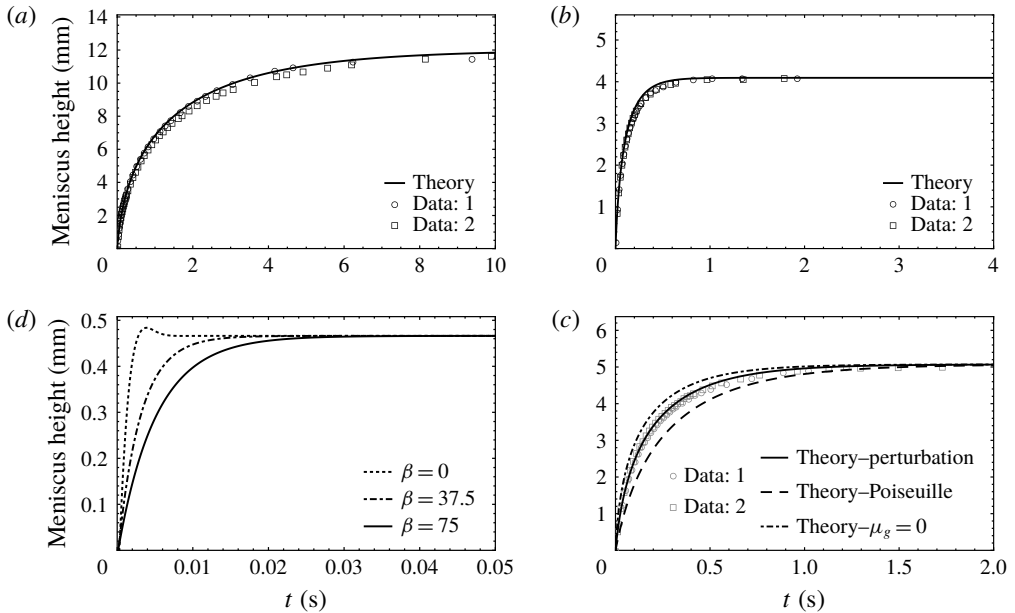 (a)
Meniscus height (mm)
14
12
10
8
6
4
2
0
2
4
6
8
10
Theory
Data: 1
Data: 2
(b)
5
4
3
2
1
0
1
2
3
4
Theory
Data: 1
Data: 2
(d)
Meniscus height (mm)
0.5
0.4
0.3
0.2
0.1
0
0.01
0.02
0.03
0.04
0.05
t (s)
β = 0
β = 37.5
β = 75
(c)
6
5
4
3
2
1
0
0.5
1.0
1.5
2.0
t (s)
Data: 1
Data: 2
Theory–perturbation
Theory–Poiseuille
Theory–μg = 0